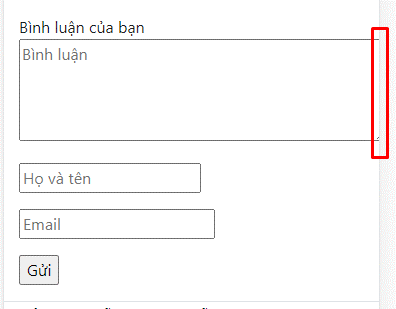 Bình luận của bạn
Bình luận
Họ và tên
Email
Gửi